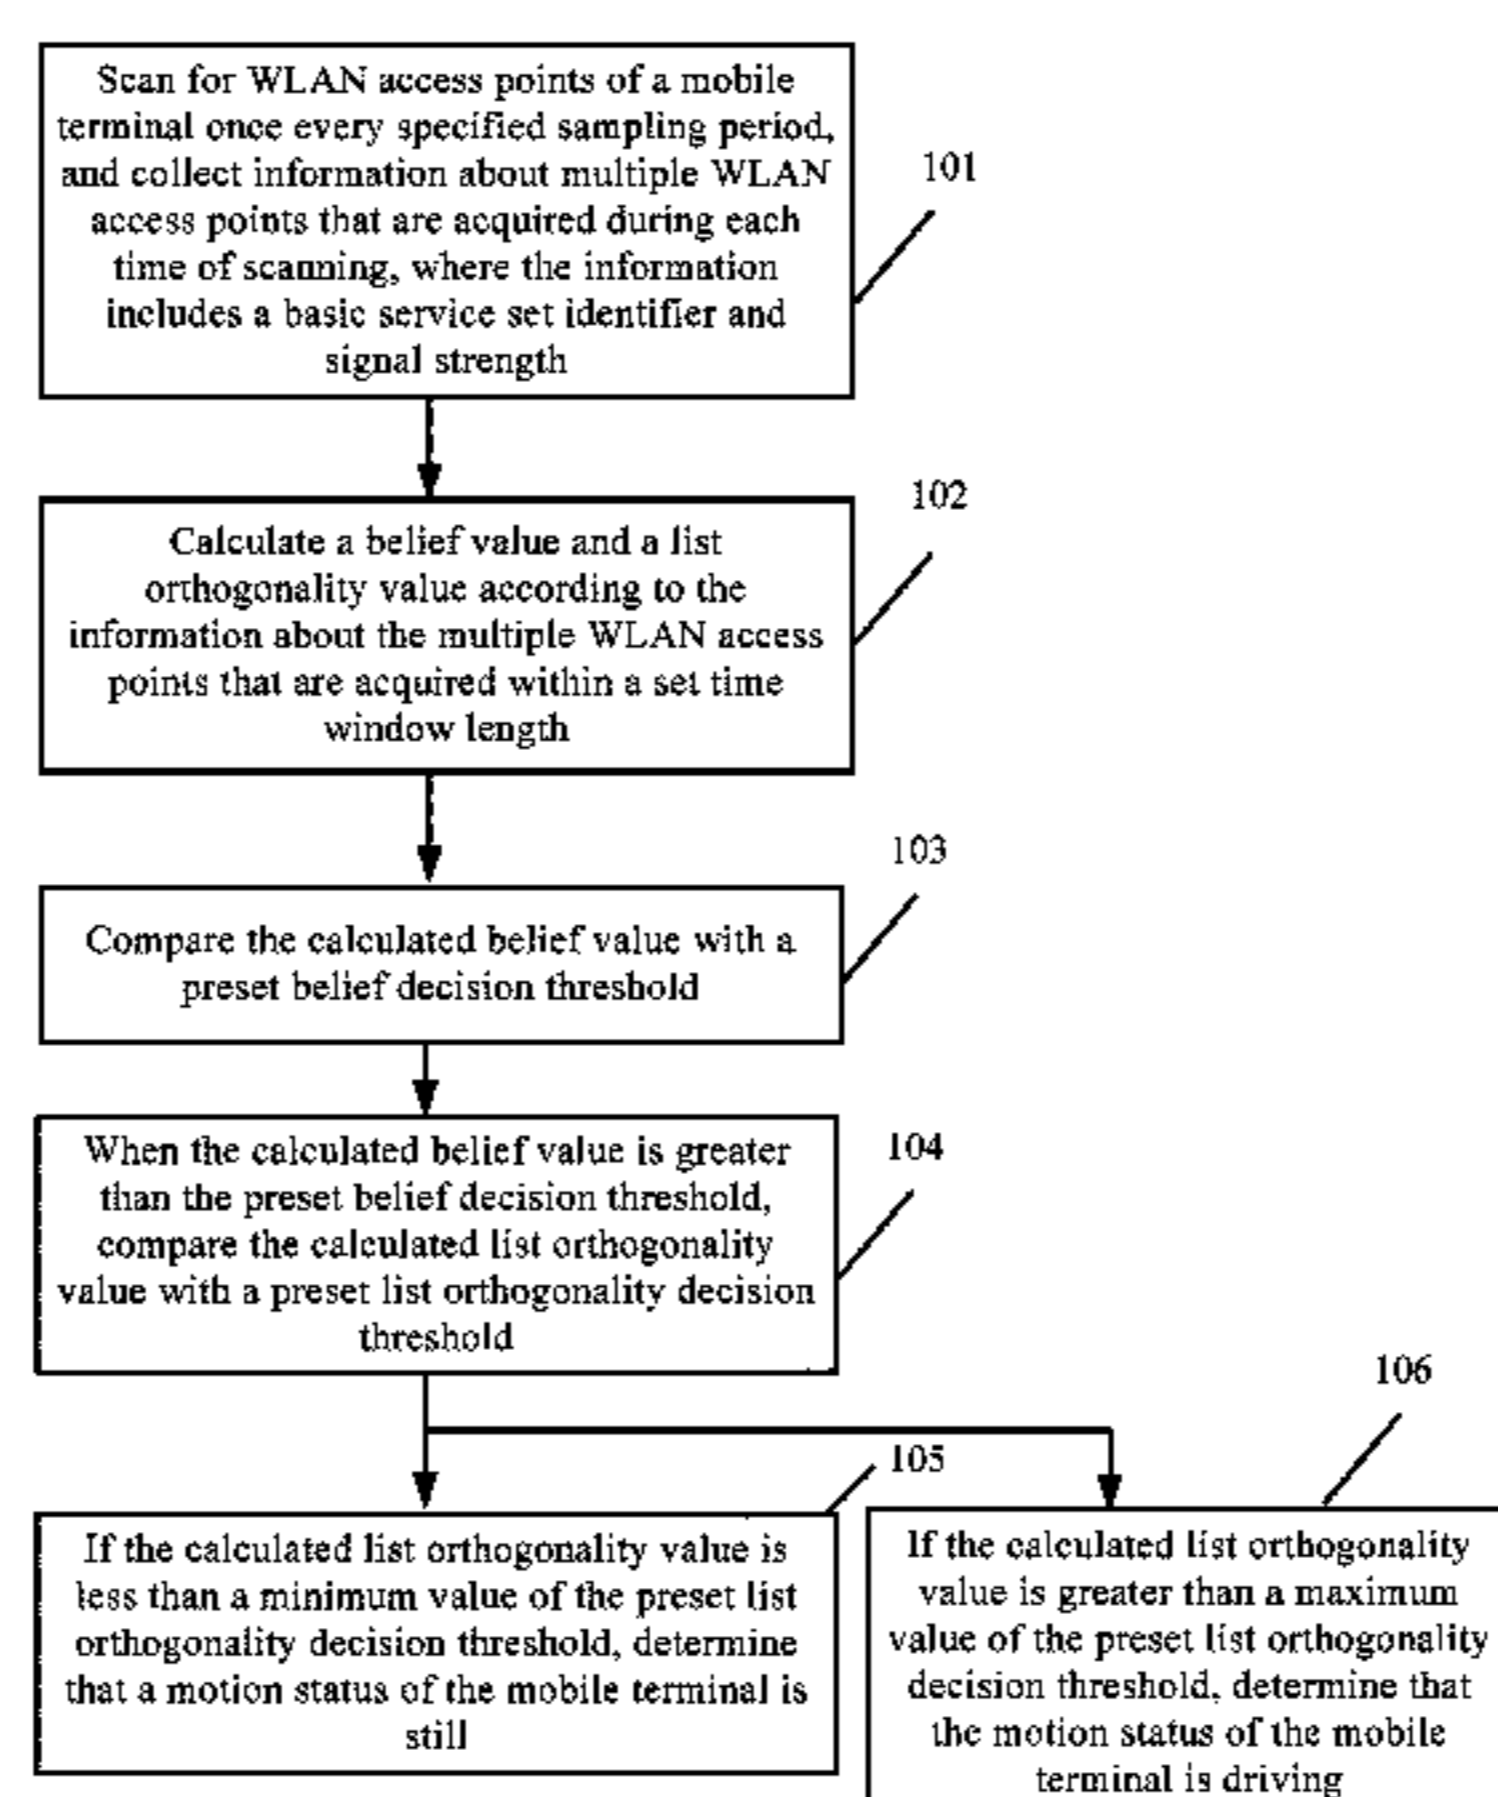 Scan for WLAN access points of a mobile
terminal once every specified sampling period,
and collect information about multiple WLAN
access points that are acquired during each
time of scanning, where the information
includes a basic service set identifier and
signal strength
101
Calculate a belief value and a list
orthogonality value according to the
information about the multiple WLAN access
points that are acquired within a set time
window length
102
Compare the calculated belief value with a
preset belief decision threshold
103
When the calculated belief value is greater
than the preset belief decision threshold,
compare the calculated list orthogonality
value with a preset list orthogonality decision
threshold
104
105
If the calculated list orthogonality value is
less than a minimum value of the preset list
orthogonality decision threshold, determine
that a motion status of the mobile terminal is
still
106
If the calculated list orthogonality
value is greater than a maximum
value of the preset list orthogonality
decision threshold, determine that
the motion status of the mobile
terminal is driving